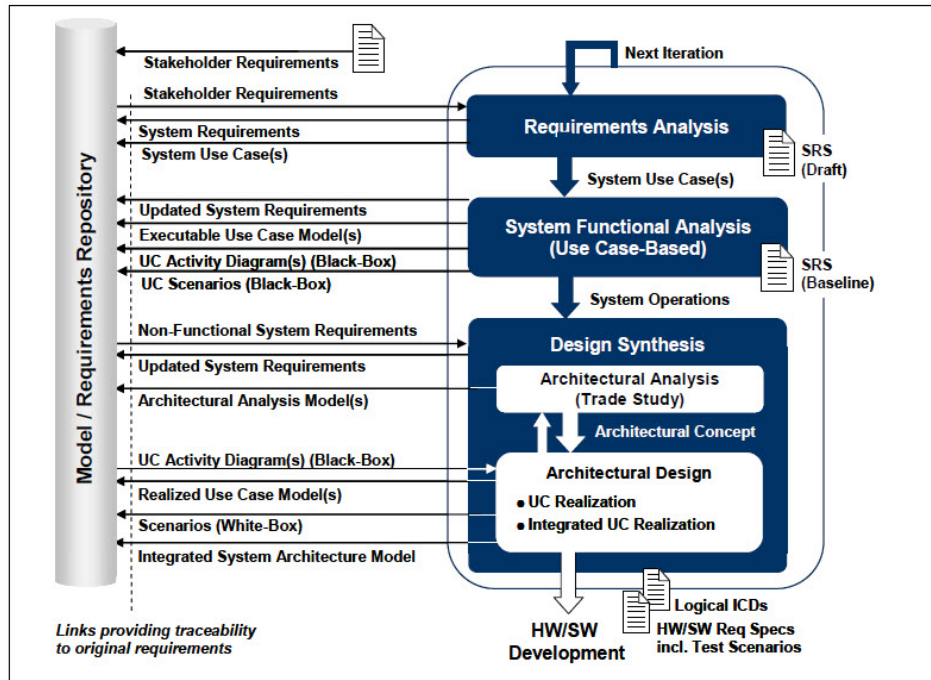 Model / Requirements Repository
Stakeholder Requirements
Stakeholder Requirements
System Requirements
System Use Case(s)
Updated System Requirements
Executable Use Case Model(s)
UC Activity Diagram(s) (Black-Box)
UC Scenarios (Black-Box)
Non-Functional System Requirements
Updated System Requirements
Architectural Analysis Model(s)
UC Activity Diagram(s) (Black-Box)
Realized Use Case Model(s)
Scenarios (White-Box)
Integrated System Architecture Model
Links providing traceability
to original requirements
Next Iteration
Requirements Analysis
SRS
(Draft)
System Use Case(s)
System Functional Analysis
(Use Case-Based)
SRS
(Baseline)
System Operations
Design Synthesis
Architectural Analysis
(Trade Study)
Architectural Concept
Architectural Design
● UC Realization
● Integrated UC Realization
Logical ICDs
HW/SW Req Specs
incl. Test Scenarios
HW/SW
Development